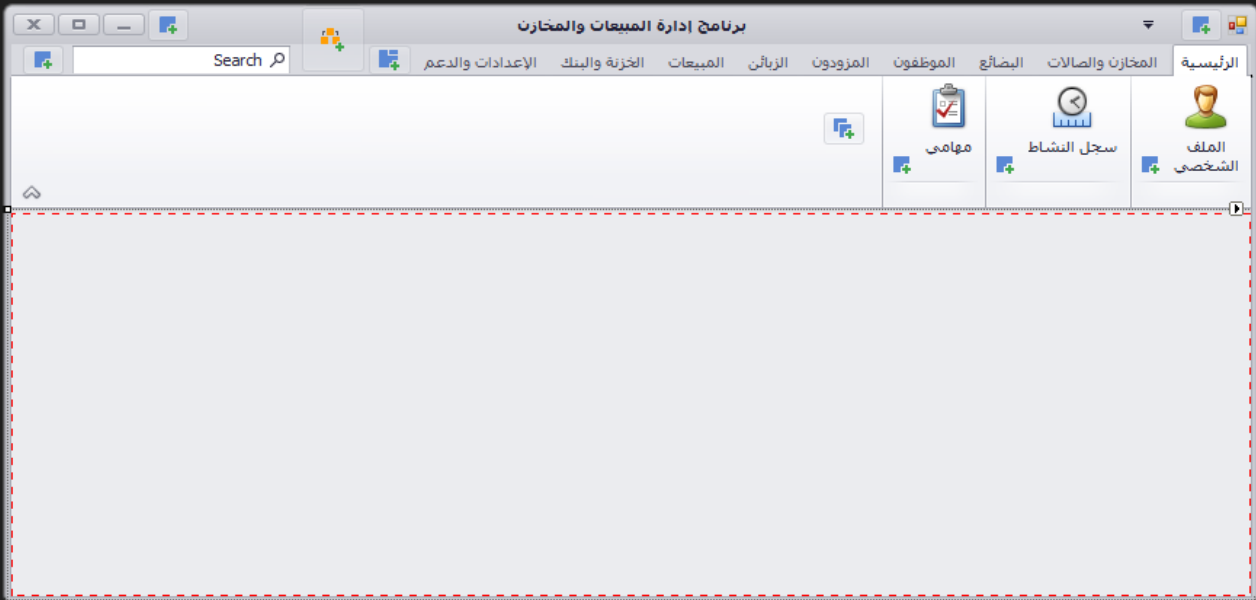 برنامج إدارة المبيعات والمخازن
الرئيسية المخازن والصالات البضائع الموظفون المزودون الزبائن المبيعات الخزنة والبنك الإعدادات والدعم Search
الملف الشخصي
سجل النشاط
مهامي